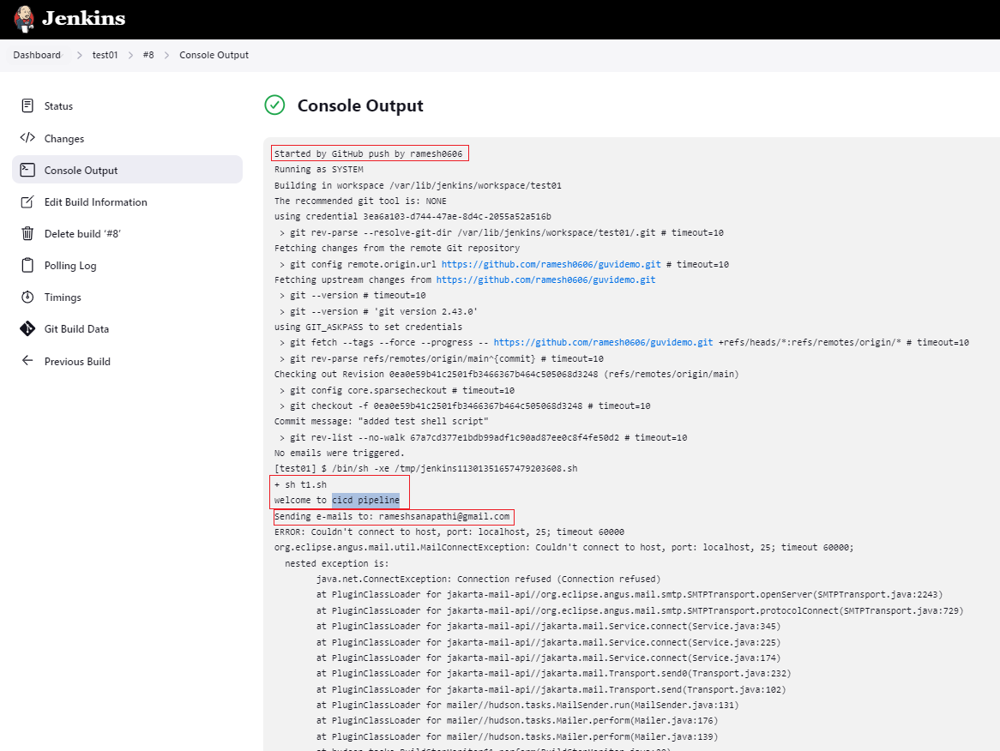 Jenkins
Dashboard > test01 > #8 > Console Output
Status
Changes
Console Output
Edit Build Information
Delete build ‘#8’
Polling Log
Timings
Git Build Data
Previous Build
Console Output
Started by GitHub push by ramesh0606
Running as SYSTEM
Building in workspace /var/lib/jenkins/workspace/test01
The recommended git tool is: NONE
using credential 3ea6a103-d744-47ae-8d4c-2055a52a516b
> git rev-parse --resolve-git-dir /var/lib/jenkins/workspace/test01/.git # timeout=10
Fetching changes from the remote Git repository
> git config remote.origin.url https://github.com/ramesh0606/guvidemo.git # timeout=10
Fetching upstream changes from https://github.com/ramesh0606/guvidemo.git
> git --version # timeout=10
> git --version # 'git version 2.43.0'
using GIT_ASKPASS to set credentials
> git fetch --tags --force --progress -- https://github.com/ramesh0606/guvidemo.git +refs/heads/*:refs/remotes/origin/* # timeout=10
> git rev-parse refs/remotes/origin/main^{commit} # timeout=10
Checking out Revision 0ea0e59b41c2501fb3466367b464c505068d3248 (refs/remotes/origin/main)
> git config core.sparsecheckout # timeout=10
> git checkout -f 0ea0e59b41c2501fb3466367b464c505068d3248 # timeout=10
Commit message: "added test shell script"
> git rev-list --no-walk 67a7cd377e1bdb99adf1c90ad87ee0c8f4fe50d2 # timeout=10
No emails were triggered.
[test01] $ /bin/sh -xe /tmp/jenkins11301351657479203608.sh
+ sh t1.sh
welcome to cicd pipeline
Sending e-mails to: rameshsanapathi@gmail.com
ERROR: Couldn't connect to host, port: localhost, 25; timeout 60000
org.eclipse.angus.mail.util.MailConnectException: Couldn't connect to host, port: localhost, 25; timeout 60000;
nested exception is:
java.net.ConnectException: Connection refused (Connection refused)
at PluginClassLoader for jakarta-mail-api//org.eclipse.angus.mail.smtp.SMTPTransport.openServer(SMTPTransport.java:2243)
at PluginClassLoader for jakarta-mail-api//org.eclipse.angus.mail.smtp.SMTPTransport.protocolConnect(SMTPTransport.java:729)
at PluginClassLoader for jakarta-mail-api//jakarta.mail.Service.connect(Service.java:345)
at PluginClassLoader for jakarta-mail-api//jakarta.mail.Service.connect(Service.java:225)
at PluginClassLoader for jakarta-mail-api//jakarta.mail.Service.connect(Service.java:174)
at PluginClassLoader for jakarta-mail-api//jakarta.mail.Transport.send0(Transport.java:232)
at PluginClassLoader for jakarta-mail-api//jakarta.mail.Transport.send(Transport.java:102)
at PluginClassLoader for mailer//hudson.tasks.MailSender.run(MailSender.java:131)
at PluginClassLoader for mailer//hudson.tasks.Mailer.perform(Mailer.java:176)
at PluginClassLoader for mailer//hudson.tasks.Mailer.perform(Mailer.java:139)